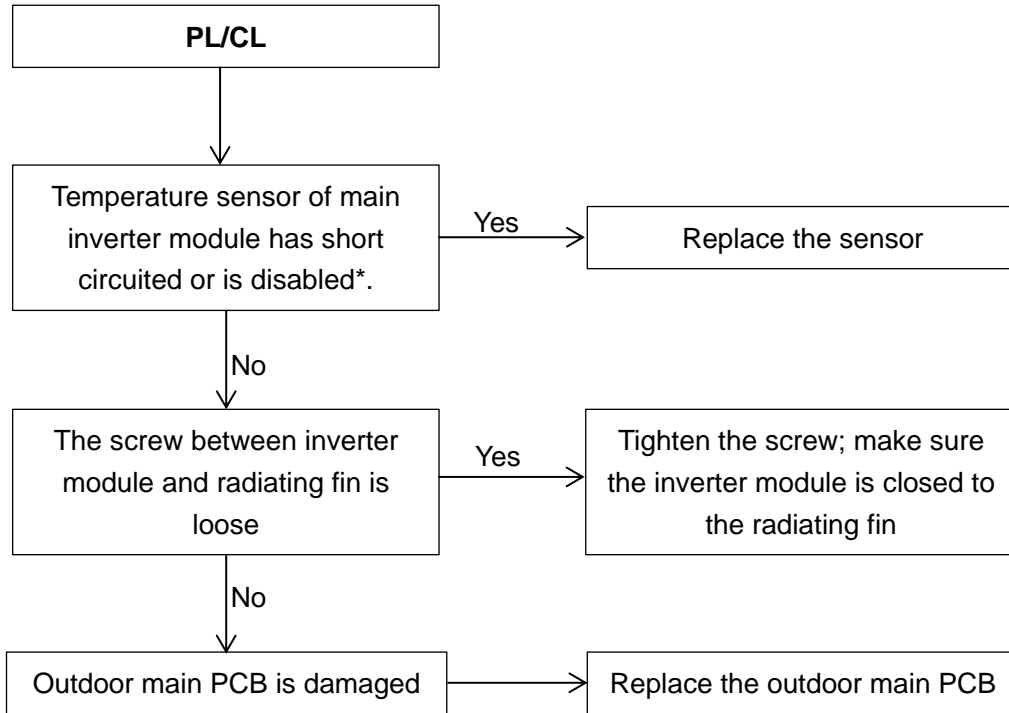 PL/CL
Temperature sensor of main
inverter module has short
circuited or is disabled*.
Yes
Replace the sensor
No
The screw between inverter
module and radiating fin is
loose
Yes
Tighten the screw; make sure
the inverter module is closed to
the radiating fin
No
Outdoor main PCB is damaged
Replace the outdoor main PCB